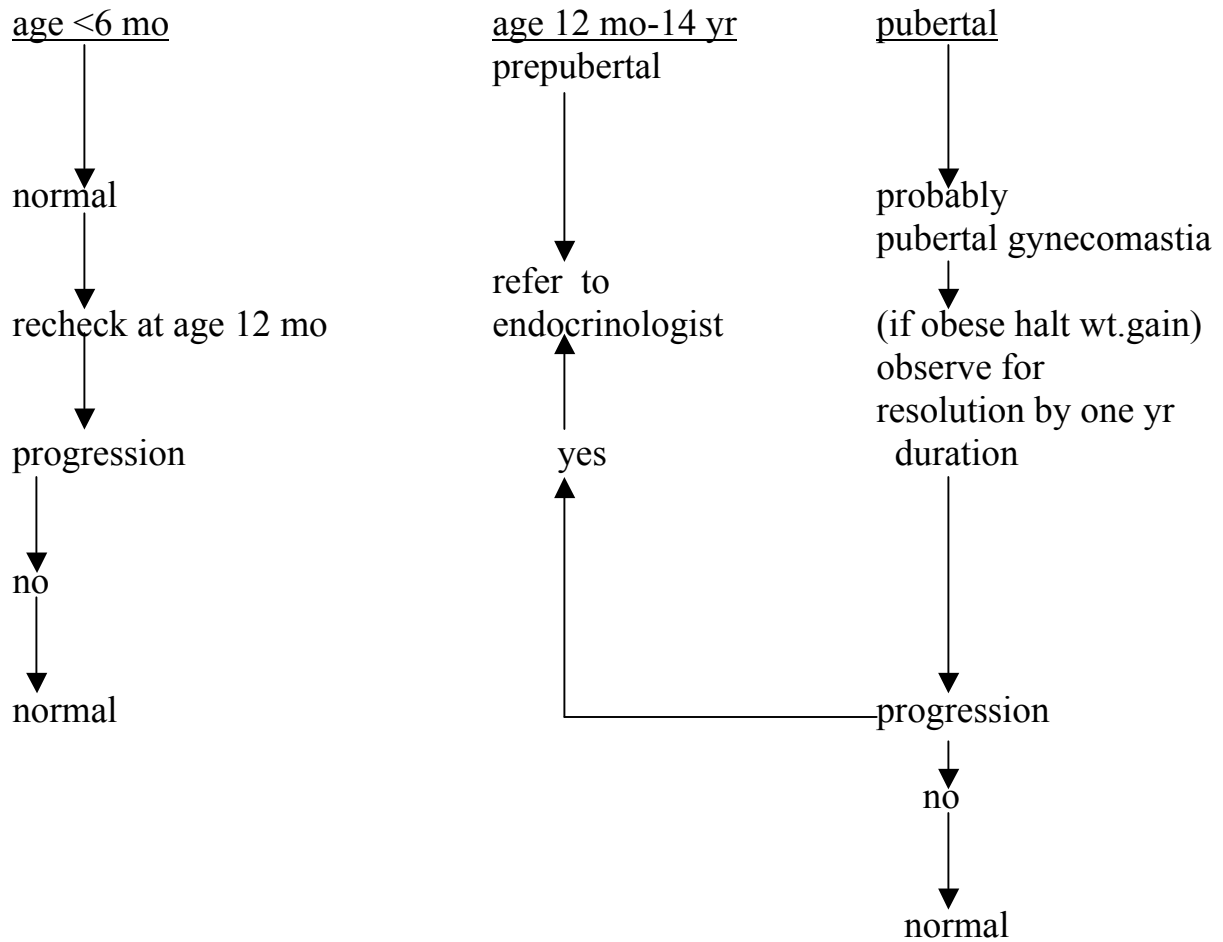 age <6 mo
normal
recheck at age 12 mo
progression
no
normal
age 12 mo-14 yr
prepubertal
refer to
endocrinologist
yes
pubertal
probably
pubertal gynecomastia
(if obese halt wt.gain)
observe for
resolution by one yr
duration
progression
no
normal